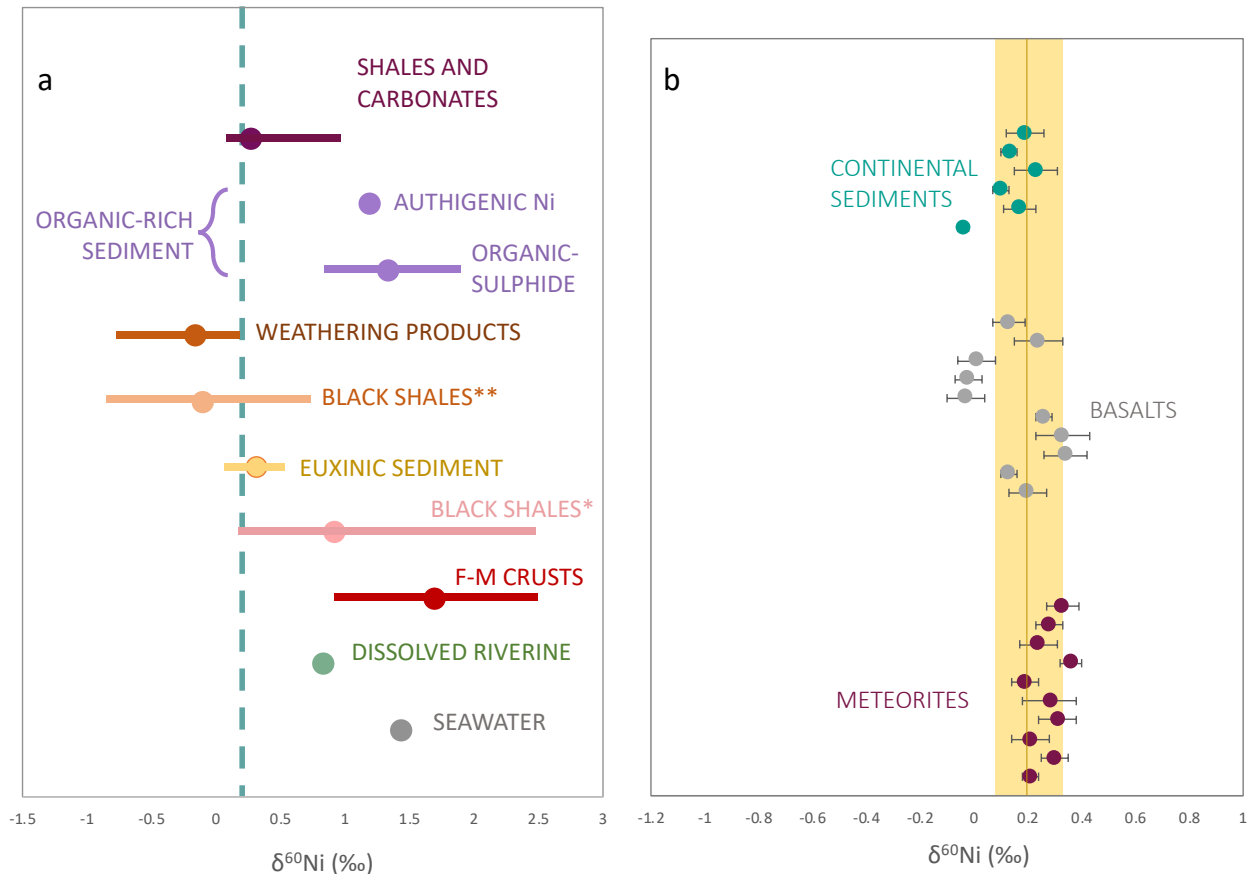 a
SHALES AND
CARBONATES
AUTHIGENIC Ni
ORGANIC-RICH
SEDIMENT
ORGANIC-
SULPHIDE
WEATHERING PRODUCTS
BLACK SHALES**
EUXINIC SEDIMENT
BLACK SHALES*
F-M CRUSTS
DISSOLVED RIVERINE
SEAWATER
-1.5 -1 -0.5 0 0.5 1 1.5 2 2.5 3
δ⁶⁰Ni (‰)
b
CONTINENTAL
SEDIMENTS
BASALTS
METEORITES
-1.2 -1 -0.8 -0.6 -0.4 -0.2 0 0.2 0.4 0.6 0.8 1
δ⁶⁰Ni (‰)